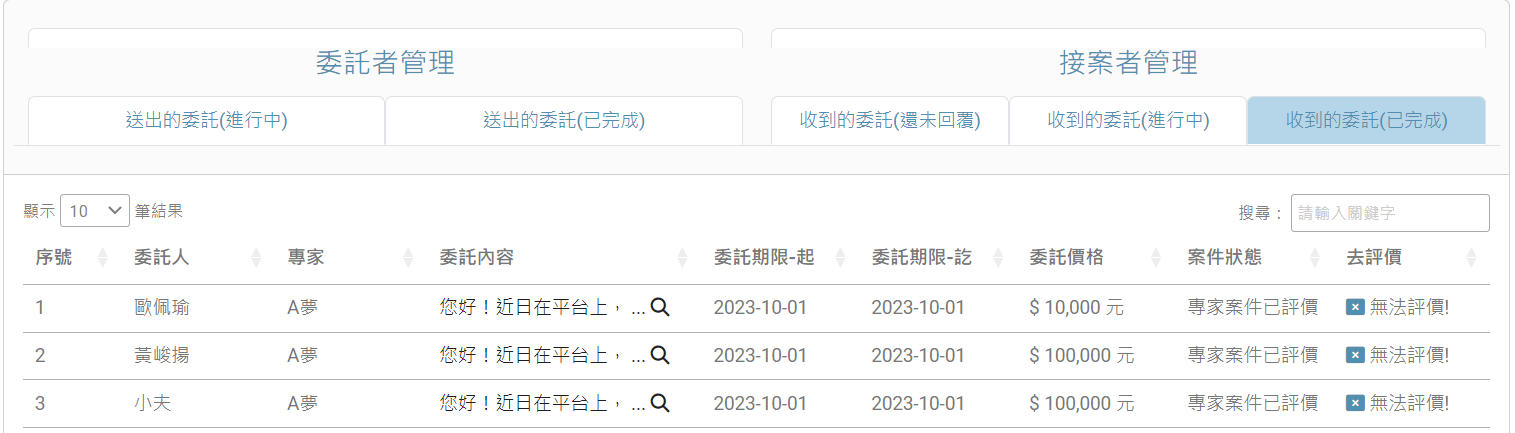 委託者管理 接案者管理
送出的委託(進行中) 送出的委託(已完成) 收到的委託(還未回覆) 收到的委託(進行中) 收到的委託(已完成)
顯示 10 筆結果 搜尋： 請輸入關鍵字
序號 委託人 專家 委託內容 委託期限-起 委託期限-訖 委託價格 案件狀態 去評價
1 歐佩瑜 A夢 您好！近日在平台上， ... 2023-10-01 2023-10-01 $ 10,000 元 專家案件已評價 無法評價!
2 黃峻揚 A夢 您好！近日在平台上， ... 2023-10-01 2023-10-01 $ 100,000 元 專家案件已評價 無法評價!
3 小夫 A夢 您好！近日在平台上， ... 2023-10-01 2023-10-01 $ 100,000 元 專家案件已評價 無法評價!